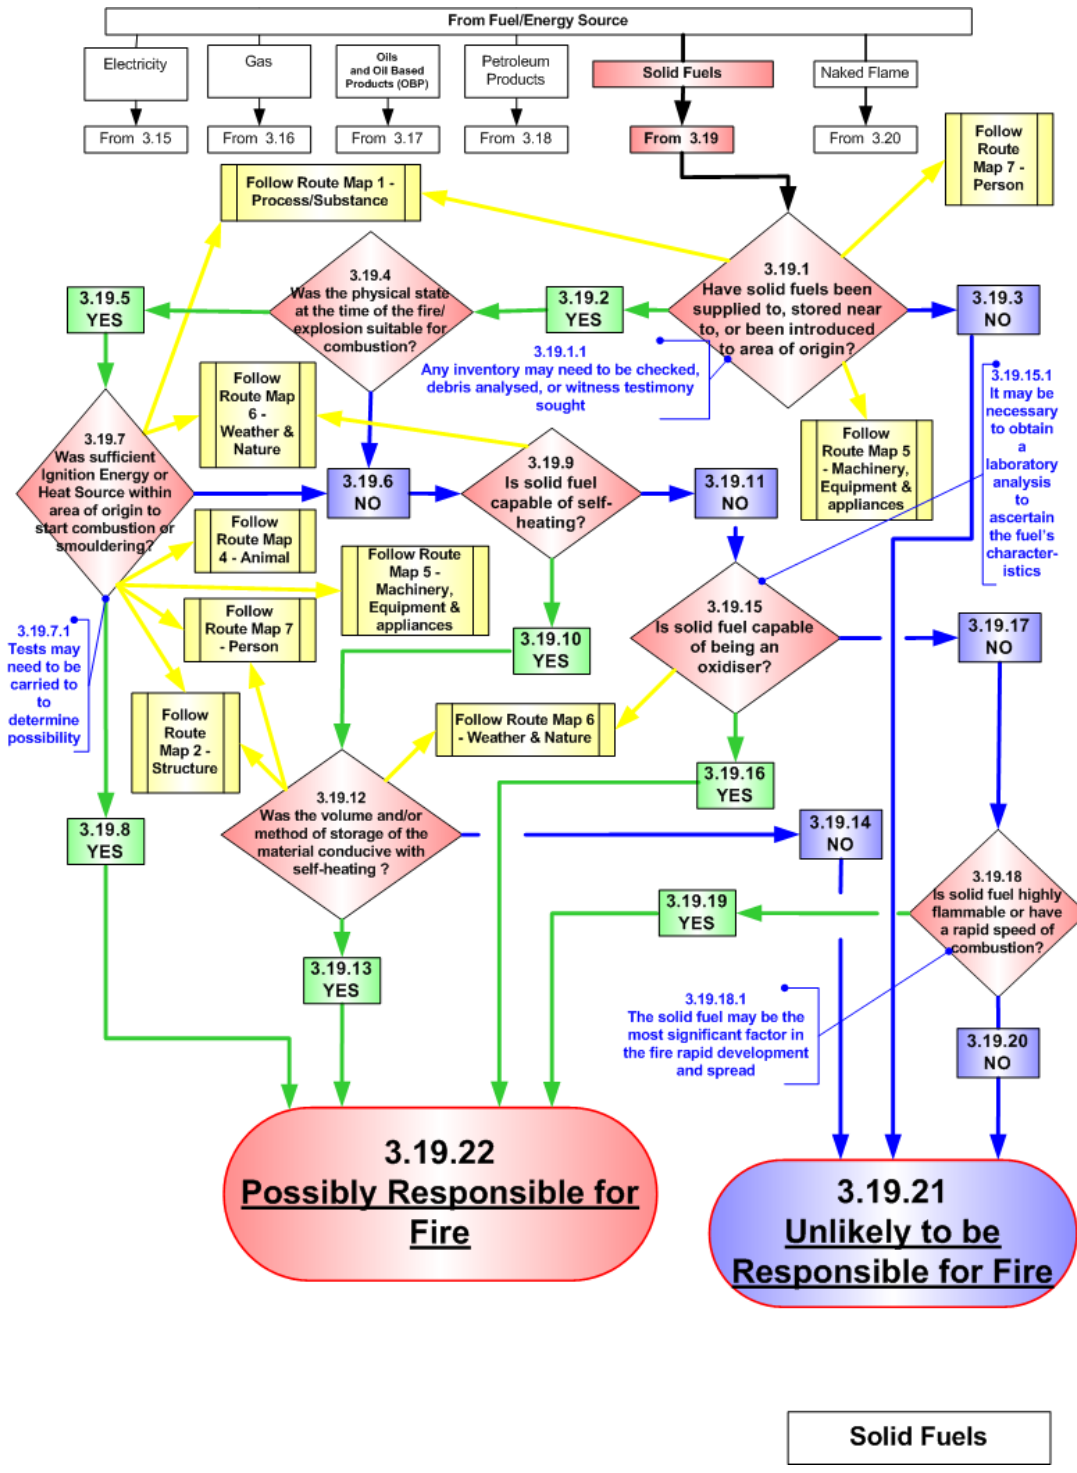 From Fuel/Energy Source
Electricity
Gas
Oils
and Oil Based
Products (OBP)
Petroleum
Products
Solid Fuels
Naked Flame
From 3.15
From 3.16
From 3.17
From 3.18
From 3.19
From 3.20
Follow
Route
Map 7 -
Person
Follow Route Map 1 -
Process/Substance
3.19.1
Have solid fuels been
supplied to, stored near
to, or been introduced
to area of origin?
3.19.4
Was the physical state
at the time of the fire/
explosion suitable for
combustion?
3.19.5
YES
3.19.2
YES
3.19.3
NO
3.19.1.1
Any inventory may need to be checked,
debris analysed, or witness testimony
sought
3.19.15.1
It may be
necessary
to obtain
a
laboratory
analysis
to
ascertain
the fuel's
character-
istics
Follow
Route Map
6 -
Weather &
Nature
Follow
Route Map 5
- Machinery,
Equipment &
appliances
3.19.7
Was sufficient
Ignition Energy or
Heat Source within
area of origin to
start combustion or
smouldering?
3.19.6
NO
3.19.9
Is solid fuel
capable of self-
heating?
3.19.11
NO
Follow
Route Map
4 - Animal
Follow Route
Map 5 -
Machinery,
Equipment &
appliances
3.19.15
Is solid fuel capable
of being an
oxidiser?
3.19.17
NO
Follow
Route Map 7
- Person
3.19.10
YES
3.19.7.1
Tests may
need to be
carried to
to
determine
possibility
Follow
Route
Map 2 -
Structure
Follow Route Map 6
- Weather & Nature
3.19.16
YES
3.19.12
Was the volume and/or
method of storage of the
material conducive with
self-heating ?
3.19.8
YES
3.19.14
NO
3.19.18
Is solid fuel highly
flammable or have
a rapid speed of
combustion?
3.19.19
YES
3.19.13
YES
3.19.18.1
The solid fuel may be the
most significant factor in
the fire rapid development
and spread
3.19.20
NO
3.19.22
Possibly Responsible for
Fire
3.19.21
Unlikely to be
Responsible for Fire
Solid Fuels